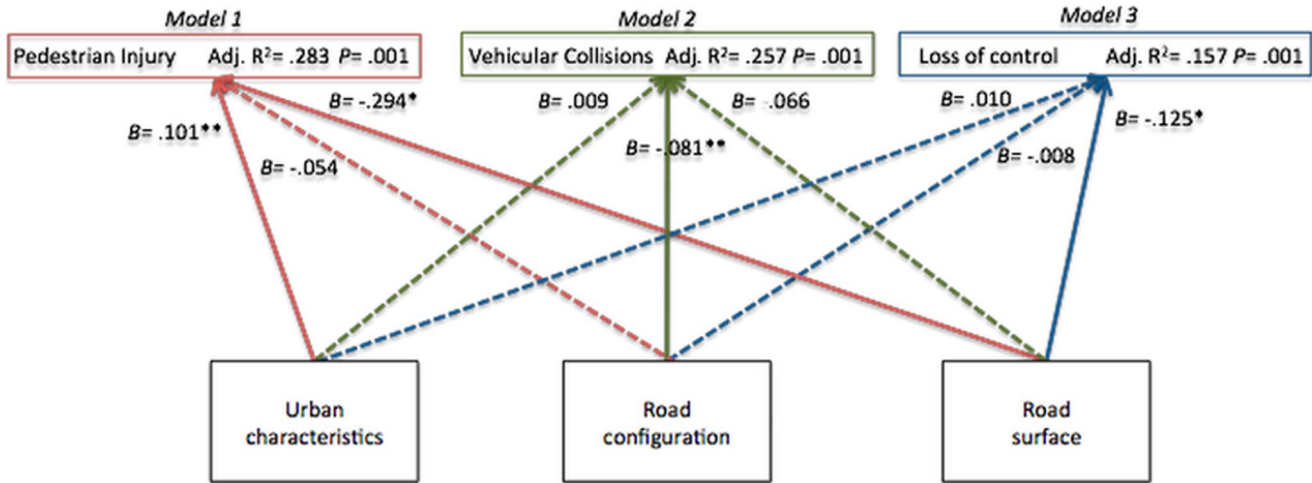 Model 1
Model 2
Model 3
Pedestrian Injury Adj. R²= .283 P= .001
Vehicular Collisions Adj. R²= .257 P= .001
Loss of control Adj. R²= .157 P= .001
B= -.294*
B= .009
B= -.066
B= .010
B= -.125*
B= .101**
B= -.054
B= -.081**
B= -.008
Urban
characteristics
Road
configuration
Road
surface